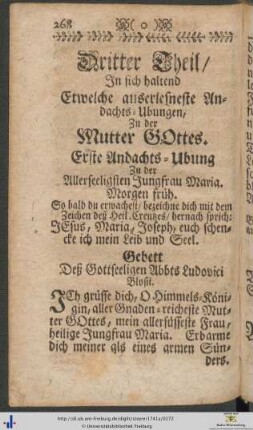 268
Dritter Theil/
In sich haltend
Etwelche auserlesneste An-
dachts-Ubungen,
Zu der
Mutter GOttes.
Erste Andachts-Ubung
Zu der
Allerseeligsten Jungfrau Maria.
Morgen früh.
So bald du erwachest, bezeichne dich mit dem
Zeichen deß Heil. Creutzes, hernach sprich:
JEsus, Maria, Joseph, euch schen-
cke ich mein Leib und Seel.
Gebett
Deß Gottseeligen Abbts Ludovici
Blosii.
JCh grüsse dich, O Himmels-Köni-
gin, aller Gnaden-reicheste Mut-
ter GOttes, mein allersüsseste Frau,
heilige Jungfrau Maria. Erbarme
dich meiner als eines armen Sün-
ders.
http://dl.ub.uni-freiburg.de/diglit/
© Universitätsbibliothek Freiburg